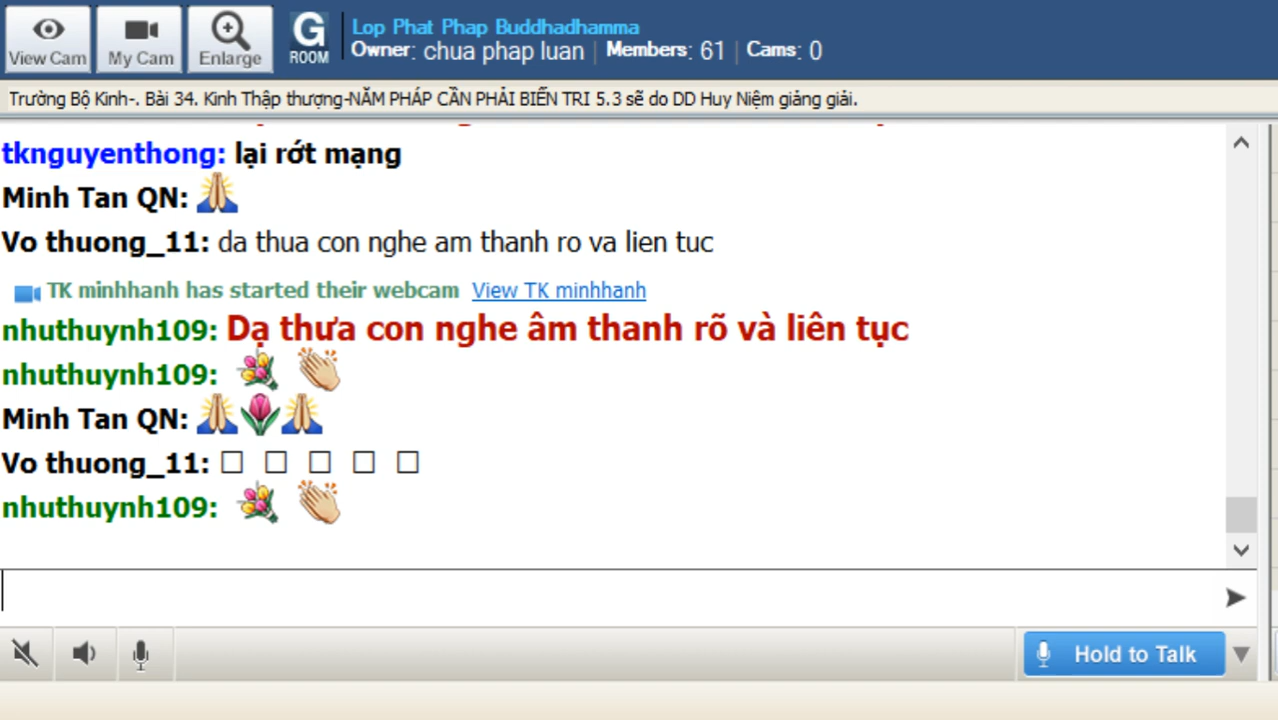 View Cam
My Cam
Enlarge
G
ROOM
Lop Phat Phap Buddhadhamma
Owner: chua phap luan | Members: 61 | Cams: 0
Trường Bộ Kinh-. Bài 34. Kinh Thập thượng-NĂM PHÁP CẦN PHẢI BIẾN TRI 5.3 sẽ do DD Huy Niệm giảng giải.
tknguyenthong: lại rớt mạng
Minh Tan QN:
Vo thuong_11: da thua con nghe am thanh ro va lien tuc
TK minhhanh has started their webcam View TK minhhanh
nhuthuynh109: Dạ thưa con nghe âm thanh rõ và liên tục
nhuthuynh109:
Minh Tan QN:
Vo thuong_11: □ □ □ □ □
nhuthuynh109:
Hold to Talk